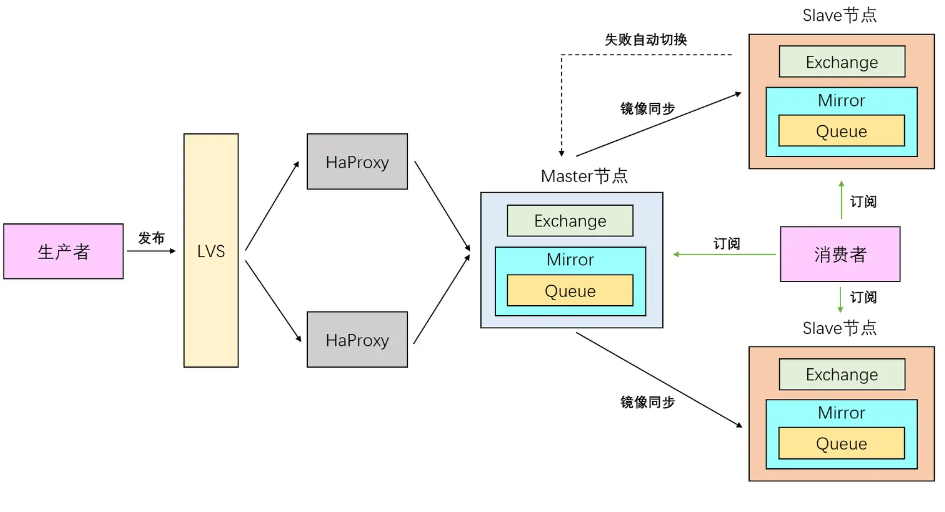 Slave节点
Exchange
Mirror
Queue
失败自动切换
镜像同步
HaProxy
Master节点
Exchange
Mirror
Queue
生产者
发布
LVS
订阅
消费者
订阅
订阅
HaProxy
镜像同步
Slave节点
Exchange
Mirror
Queue